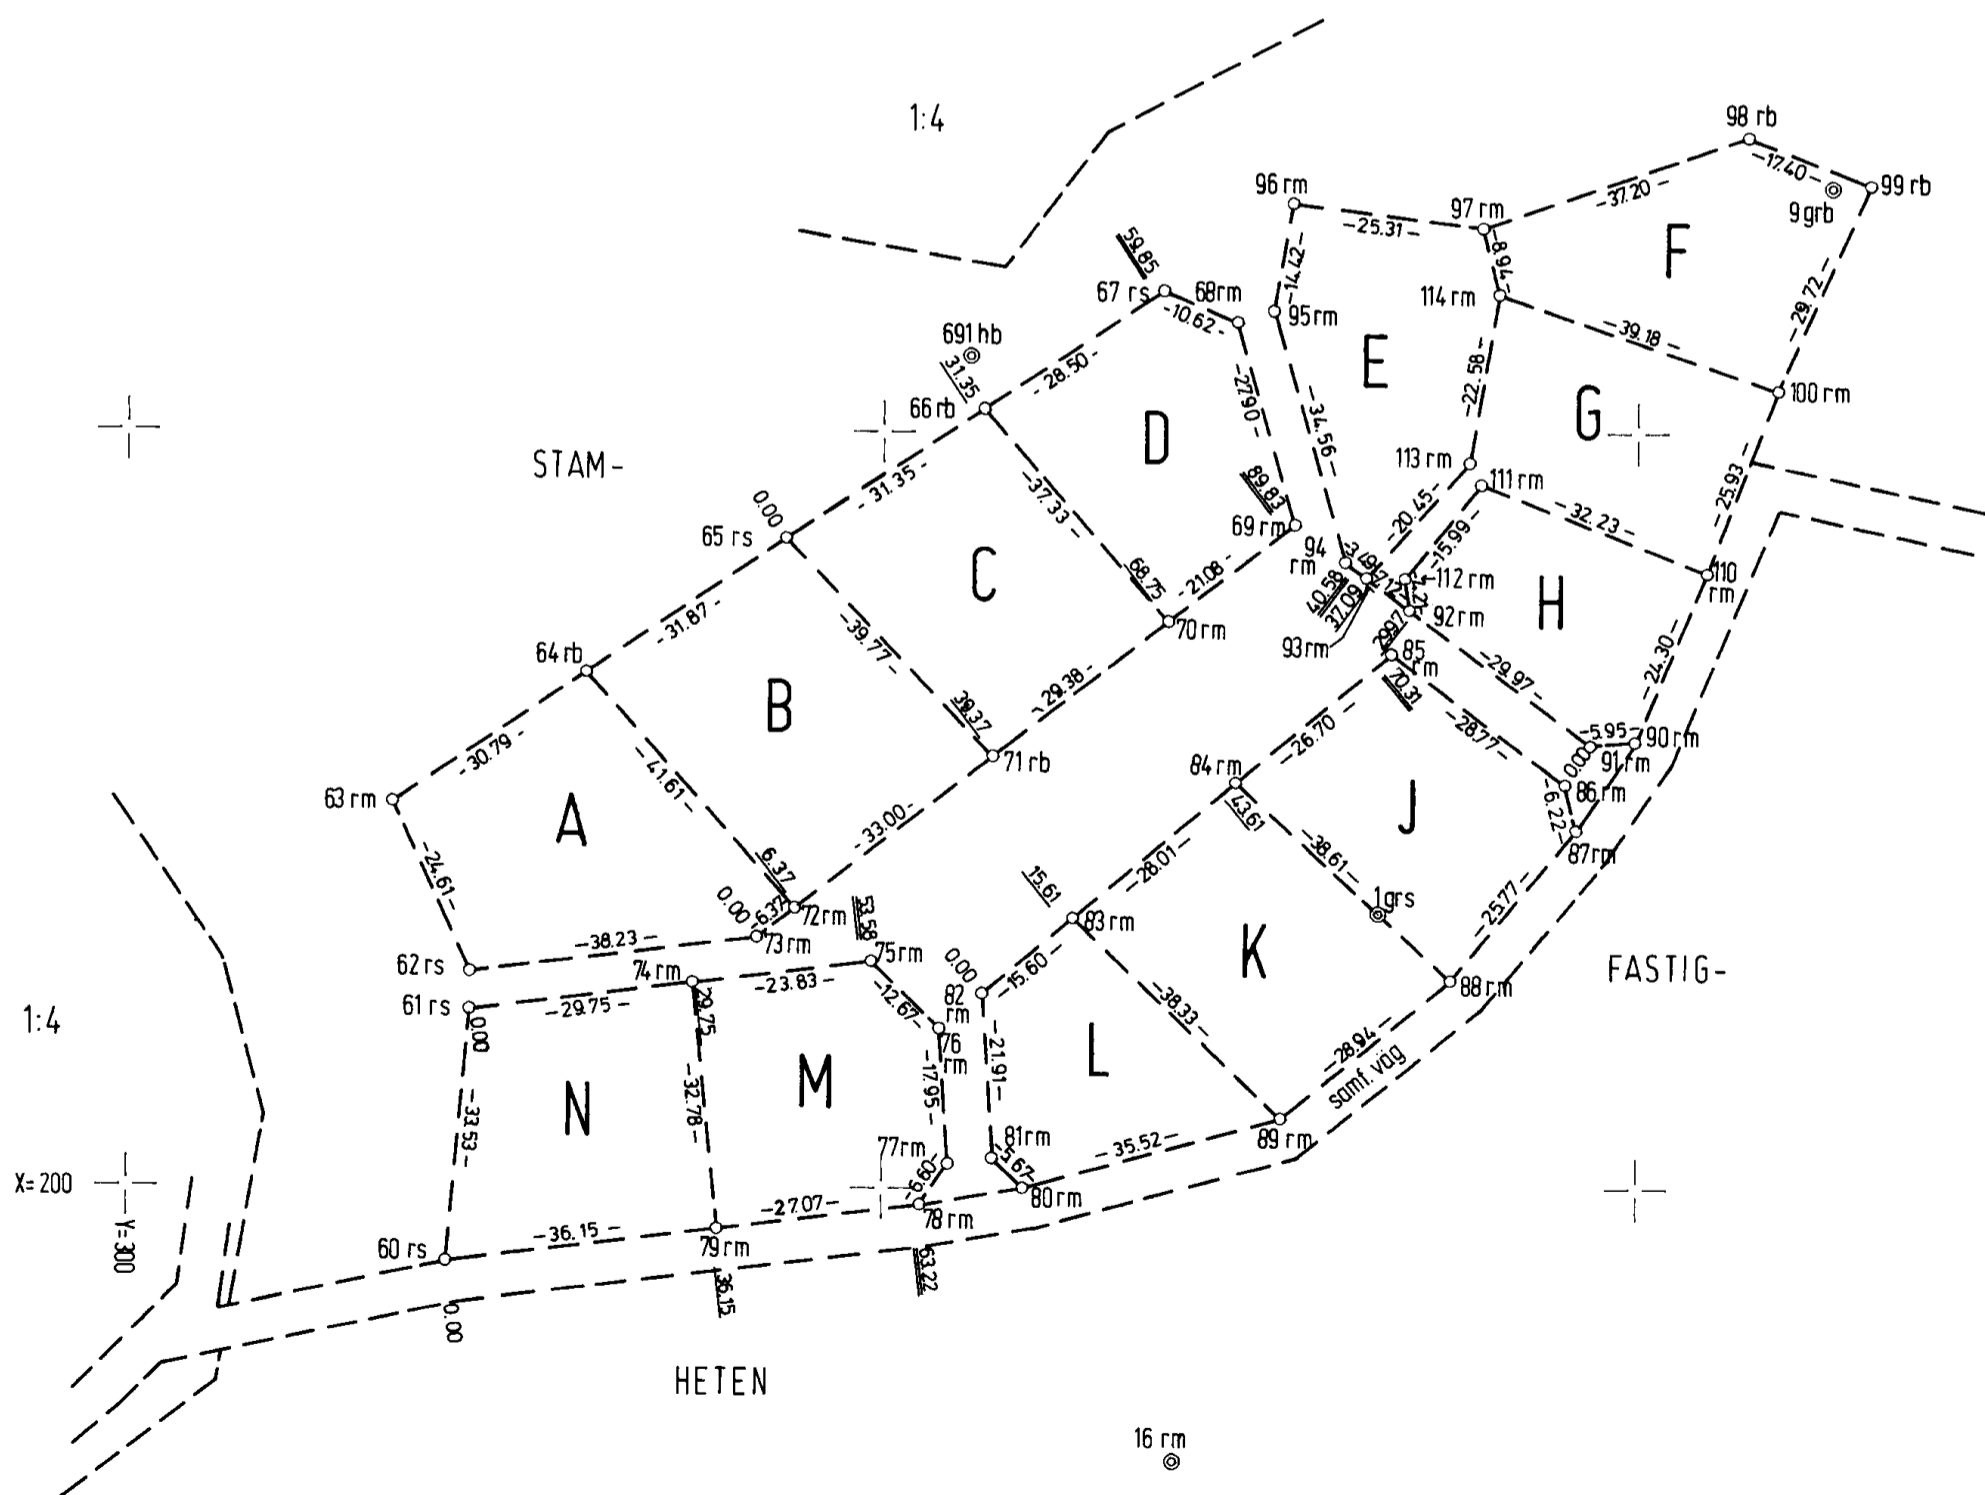 1:4
98 rb
-17.40-
99 rb
9 grb
-37.20-
96 rm
97 rm
-25.31-
-8.94-
F
-14.42-
59.85
67 rs
68 rm
-10.62-
95 rm
114 rm
-29.72-
691 hb
31.35
-28.50-
66 rb
-39.18-
E
-22.58-
100 rm
D
-27.90-
-34.56-
G
STAM-
-31.35-
-37.33-
89.83
113 rm
111 rm
-25.93-
0.00
65 rs
69 rm
-20.45-
-32.23-
94
rm
-3.49-
-15.99-
C
68.75
-21.08-
40.58
37.09
112 rm
110
rm
H
-31.87-
-39.77-
70 rm
93 rm
29.97
92 rm
85
rm
64 rb
-24.30-
70.31
-29.97-
B
39.37
-29.38-
-26.70-
-28.77-
-5.95-
90 rm
71 rb
0.00
91 rm
-30.79-
-41.61-
84 rm
43.61
86 rm
63 rm
J
-6.22-
A
-33.00-
-38.61-
87 rm
-24.61-
6.37
-28.01-
15.61
0.00
-6.37-
72 rm
53.58
1 grs
-25.77-
83 rm
73 rm
-38.23-
75 rm
K
62 rs
74 rm
-23.83-
0.00
-15.60-
FASTIG-
61 rs
-29.75-
29.75
-12.67-
82
rm
88 rm
-38.33-
1:4
0.00
76
rm
-21.91-
-28.94-
L
M
-17.95-
samf. väg
-33.53-
N
-32.78-
77 rm
81 rm
-35.52-
89 rm
X=200
-6.60-
-5.67-
80 rm
-27.07-
78 rm
-36.15-
Y=300
60 rs
79 rm
36.15
63.22
0.00
HETEN
16 rm